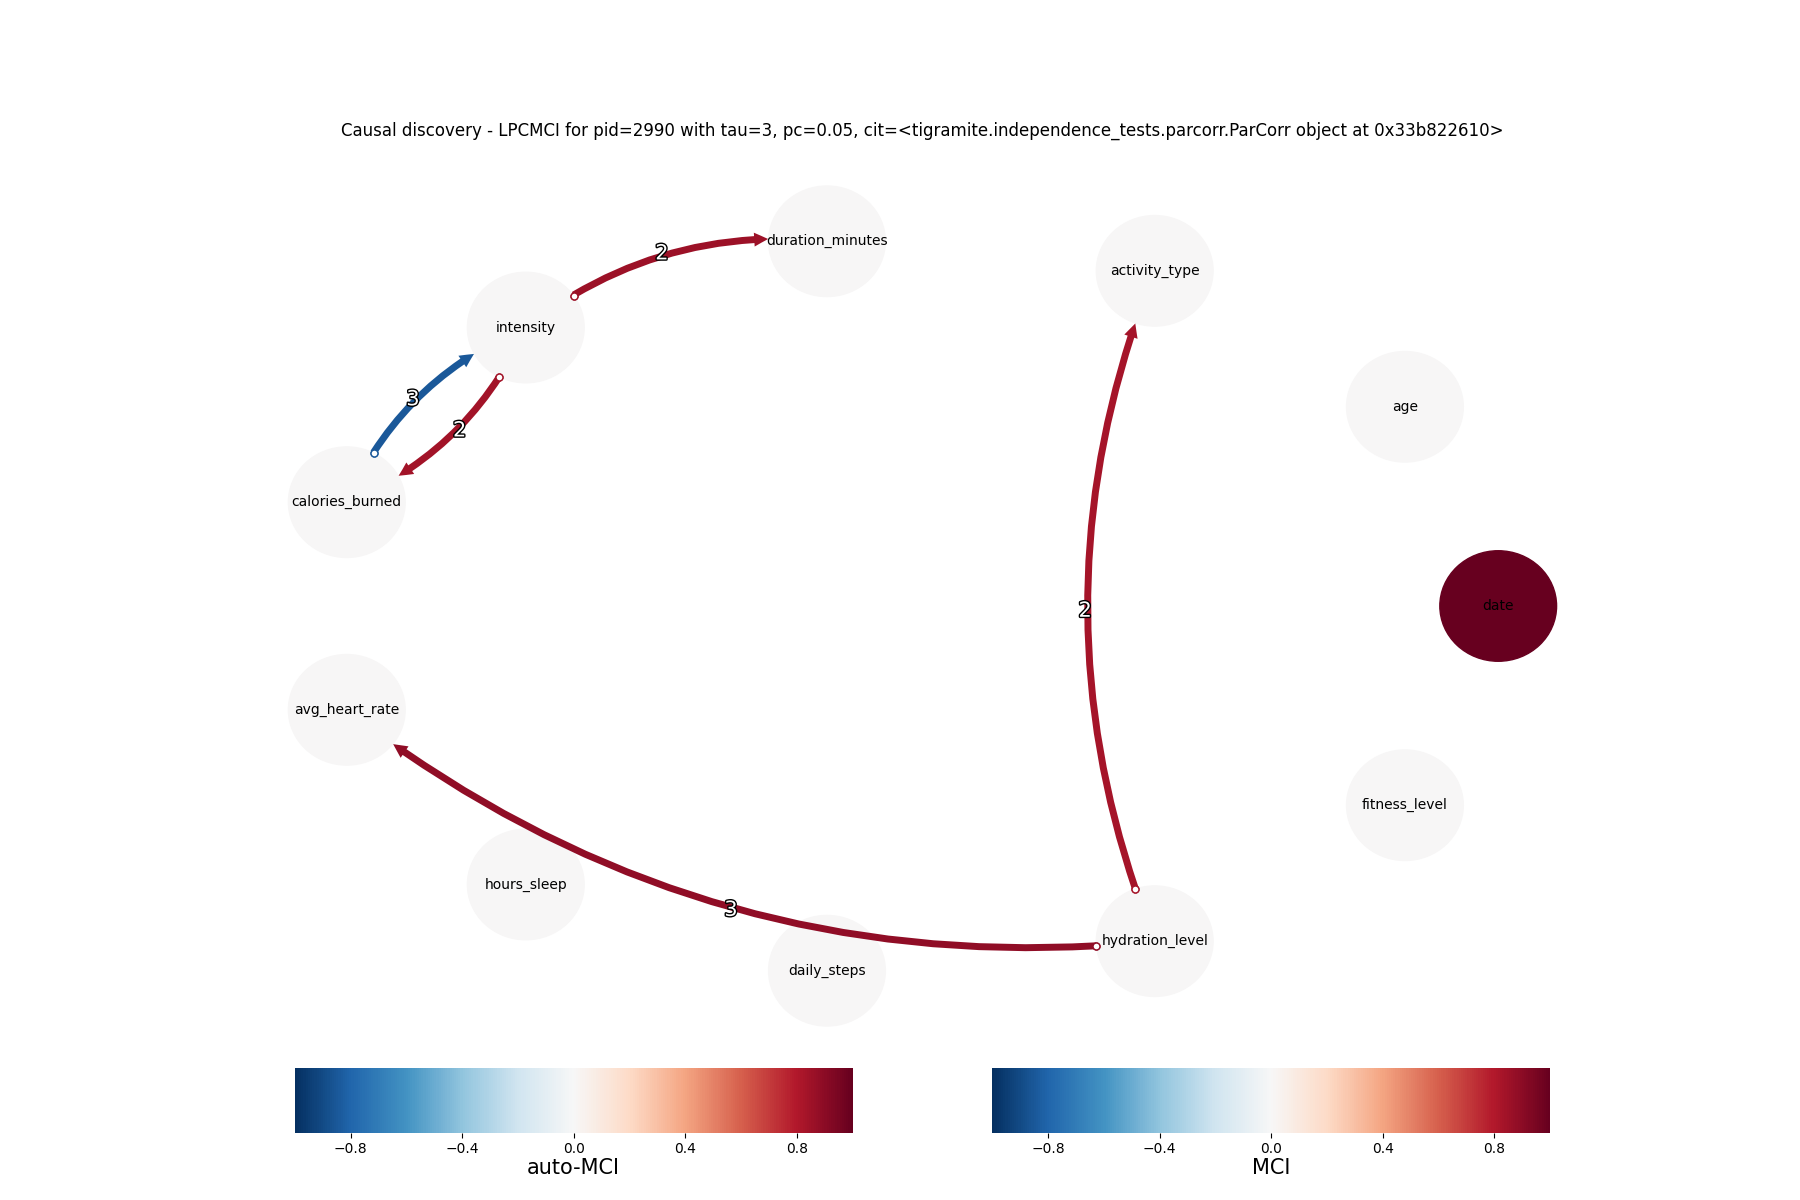 Causal discovery - LPCMCI for pid=2990 with tau=3, pc=0.05, cit=<tigramite.independence_tests.parcorr.ParCorr object at 0x33b822610>
duration_minutes
2
activity_type
intensity
age
3
2
calories_burned
date
2
avg_heart_rate
fitness_level
hours_sleep
3
hydration_level
daily_steps
−0.8 −0.4 0.0 0.4 0.8
auto-MCI
−0.8 −0.4 0.0 0.4 0.8
MCI